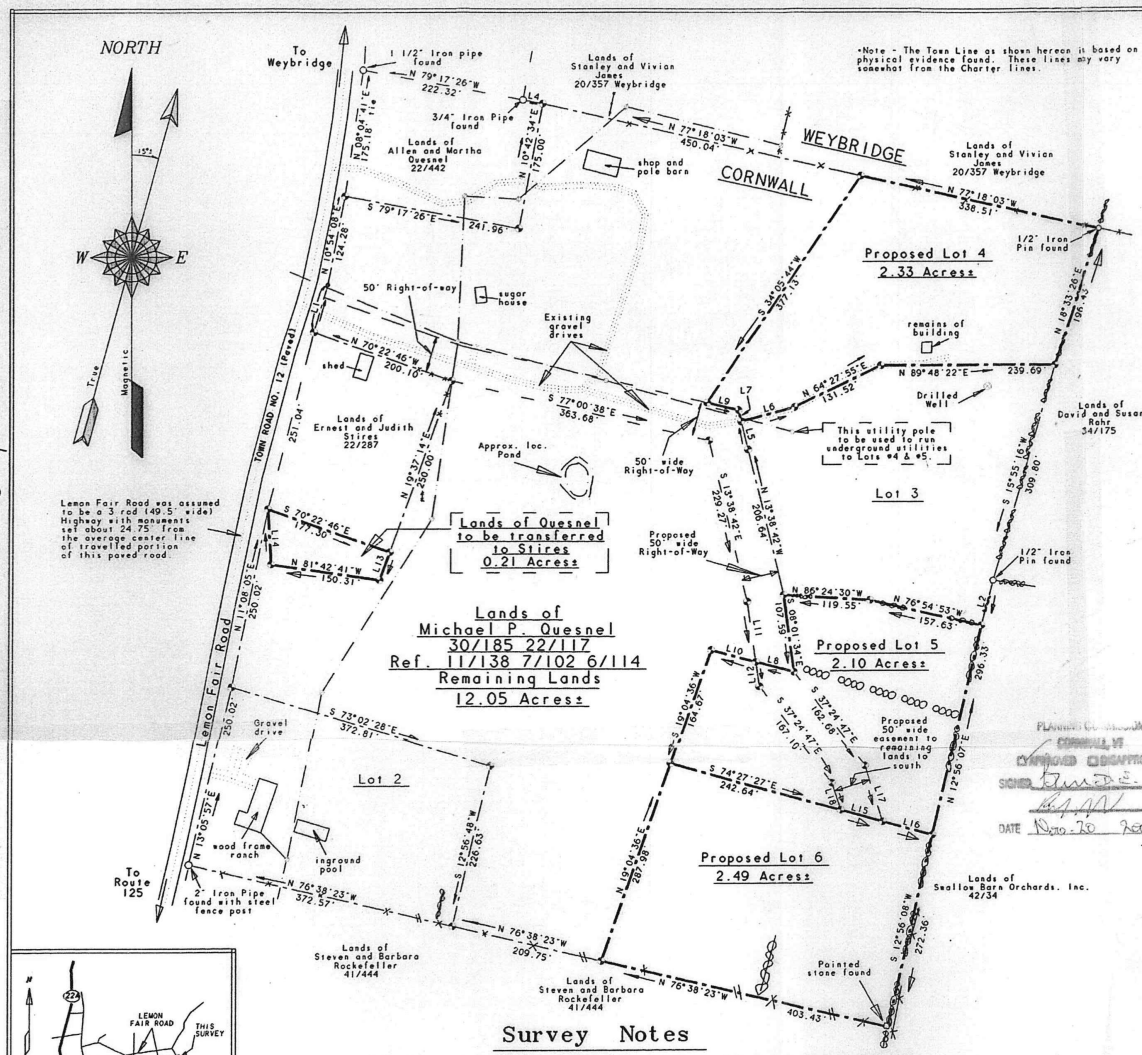 NORTH
15°±
W
E
True
Magnetic
To
Weybridge
1 1/2" Iron pipe
found
N 79°17'26"W
222.32'
N 08°04'41"E
175.18' tie
3/4" Iron Pipe
found
L4
Lands of
Stanley and Vivian
James
20/357 Weybridge
•Note - The Town Line as shown hereon is based on
physical evidence found. These lines may vary
somewhat from the Charter lines.
Lands of
Allen and Martha
Quesnel
22/442
N 10°42'34"E
175.00'
shop and
pole barn
N 77°18'03"W
450.04'
WEYBRIDGE
CORNWALL
Lands of
Stanley and Vivian
James
20/357 Weybridge
N 77°18'03"W
338.51'
1/2" Iron
Pin found
S 79°17'26"E
241.96'
N 10°54'08"E
124.28'
50' Right-of-way
sugar
house
Existing
gravel
drives
S 34°05'44"W
377.13'
Proposed Lot 4
2.33 Acres±
remains of
building
N 18°33'26"E
196.43'
L1
N 70°22'46"W
200.10'
shed
TOWN ROAD NO. 12 (Paved)
S 77°00'38"E
363.68'
L9
L7
L6
N 64°27'55"E
131.52'
N 89°48'22"E
239.69'
Drilled
Well
Lands of
David and Susan
Rohr
34/175
251.04'
Lands of
Ernest and Judith
Stires
22/287
N 19°37'14"E
250.00'
Approx. loc.
Pond
50' wide
Right-of-Way
L5
This utility pole
to be used to run
underground utilities
to Lots #4 & #5.
S 15°55'16"W
309.80'
Lot 3
Lemon Fair Road was assumed
to be a 3 rod (49.5' wide)
Highway with monuments
set about 24.75' from
the average center line
of travelled portion
of this paved road.
S 70°22'46"E
177.30'
L14
N 81°42'41"W
150.31'
L13
Lands of Quesnel
to be transferred
to Stires
0.21 Acres±
S 13°38'42"E
229.27'
N 13°38'42"W
206.64'
Proposed
50' wide
Right-of-Way
1/2" Iron
Pin found
L2
N 11°08'05"E
250.02'
Lands of
Michael P. Quesnel
30/185 22/117
Ref. 11/138 7/102 6/114
Remaining Lands
12.05 Acres±
N 86°24'30"W
119.55'
N 76°54'53"W
157.63'
S 08°01'34"E
107.59'
L11
Proposed Lot 5
2.10 Acres±
296.33'
L10
L8
L12
S 19°04'36"W
164.67'
S 37°24'47"E
162.68'
S 37°24'47"E
167.10'
Proposed
50' wide
easement to
remaining
lands to
south
N 12°56'07"E
Lemon Fair Road
250.02'
S 73°02'28"E
372.81'
Gravel
drive
Lot 2
S 74°27'27"E
242.64'
L18
L17
L15
L16
CORNWALL, VT
APPROVED
SIGNED
DATE Nov. 20
N 13°05'57"E
wood frame
ranch
inground
pool
S 12°56'48"W
226.63'
N 19°04'36"E
287.98'
Proposed Lot 6
2.49 Acres±
Lands of
Swallow Barn Orchards. Inc.
42/34
To
Route
125
2" Iron Pipe
found with steel
fence post
N 76°38'23"W
372.57'
N 76°38'23"W
209.75'
S 12°56'08"W
272.36'
Lands of
Steven and Barbara
Rockefeller
41/444
Lands of
Steven and Barbara
Rockefeller
41/444
Painted
stone found
N 76°38'23"W
403.43'
N
224
LEMON
FAIR ROAD
THIS
SURVEY
Survey Notes